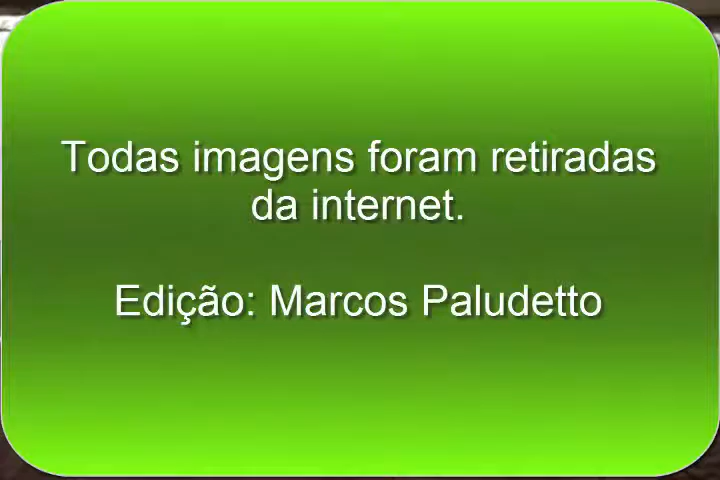 Todas imagens foram retiradas
da internet.
Edição: Marcos Paludetto